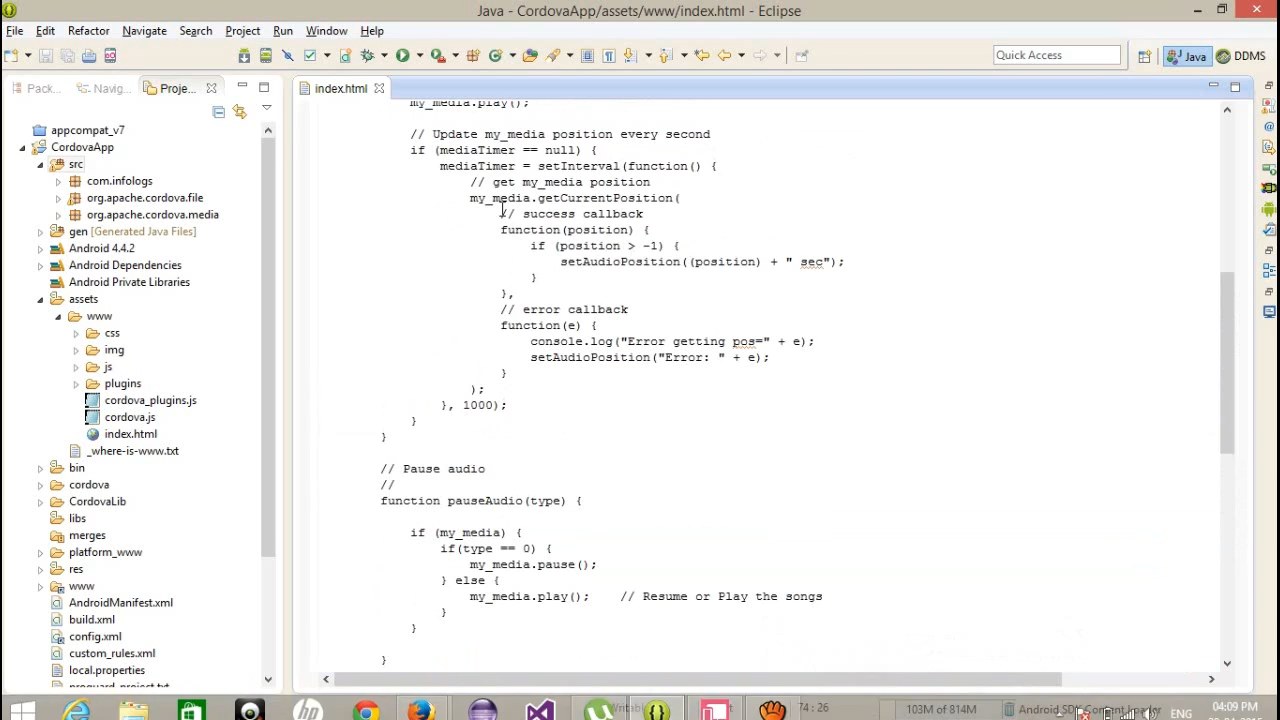 Java - CordovaApp/assets/www/index.html - Eclipse
File Edit Refactor Navigate Search Project Run Window Help
Quick Access
Java
DDMS
Pack...
Navig...
Proje...
index.html
appcompat_v7
CordovaApp
src
com.infologs
org.apache.cordova.file
org.apache.cordova.media
gen [Generated Java Files]
Android 4.4.2
Android Dependencies
Android Private Libraries
assets
www
css
img
js
plugins
cordova_plugins.js
cordova.js
index.html
_where-is-www.txt
bin
cordova
CordovaLib
libs
merges
platform_www
res
www
AndroidManifest.xml
build.xml
config.xml
custom_rules.xml
local.properties
proguard-project.txt
my_media.play();
// Update my_media position every second
if (mediaTimer == null) {
mediaTimer = setInterval(function() {
// get my_media position
my_media.getCurrentPosition(
// success callback
function(position) {
if (position > -1) {
setAudioPosition((position) + " sec");
}
},
// error callback
function(e) {
console.log("Error getting pos=" + e);
setAudioPosition("Error: " + e);
}
);
}, 1000);
}
}
// Pause audio
//
function pauseAudio(type) {
if (my_media) {
if(type == 0) {
my_media.pause();
} else {
my_media.play(); // Resume or Play the songs
}
}
}
74 : 26
103M of 814M
ENG
04:09 PM